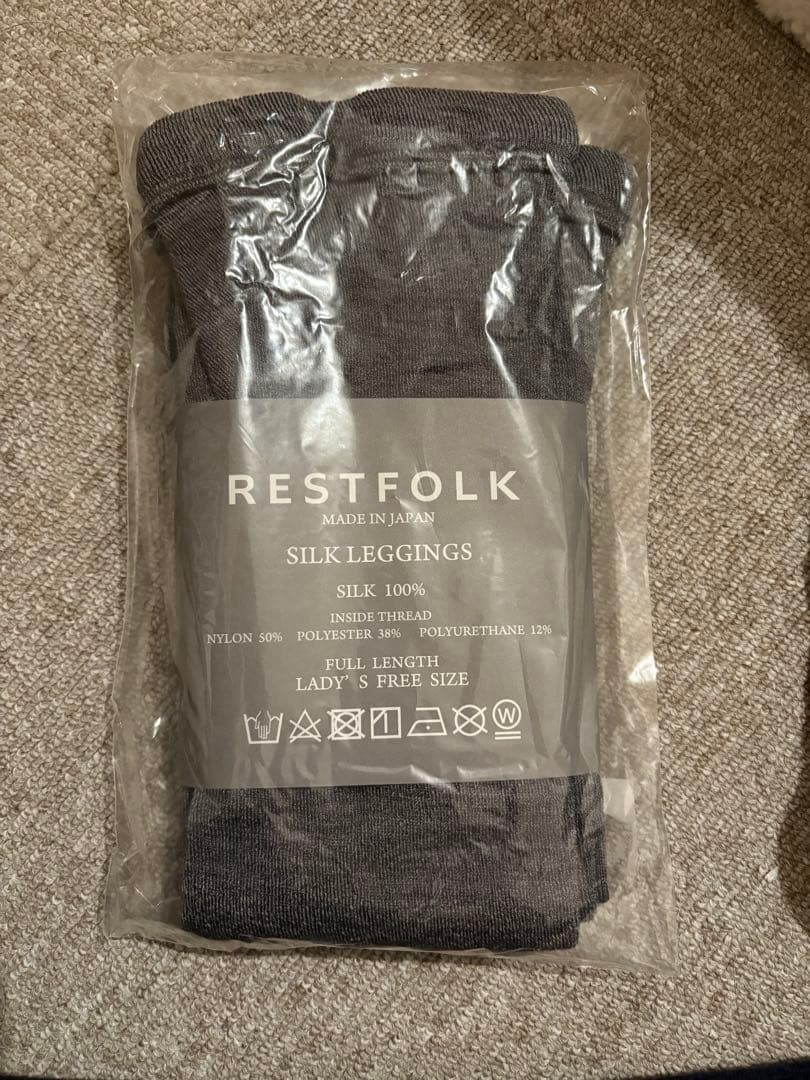 RESTFOLK
MADE IN JAPAN
SILK LEGGINGS
SILK 100%
INSIDE THREAD
NYLON 50% POLYESTER 38% POLYURETHANE 12%
FULL LENGTH
LADY' S FREE SIZE
W